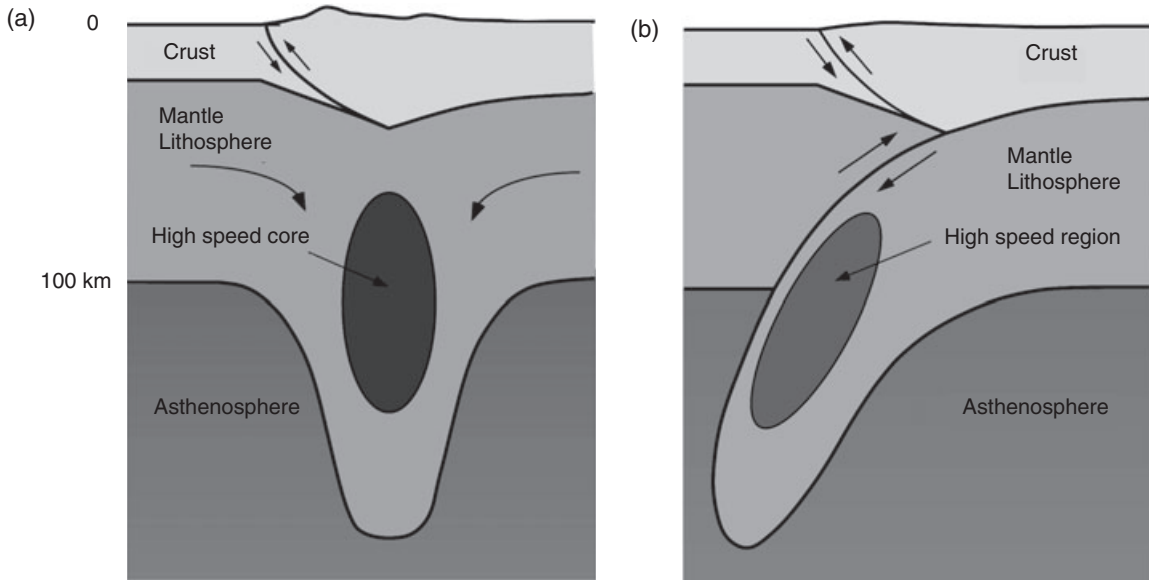 (a)
0
Crust
Mantle
Lithosphere
High speed core
100 km
Asthenosphere
(b)
Crust
Mantle
Lithosphere
High speed region
Asthenosphere